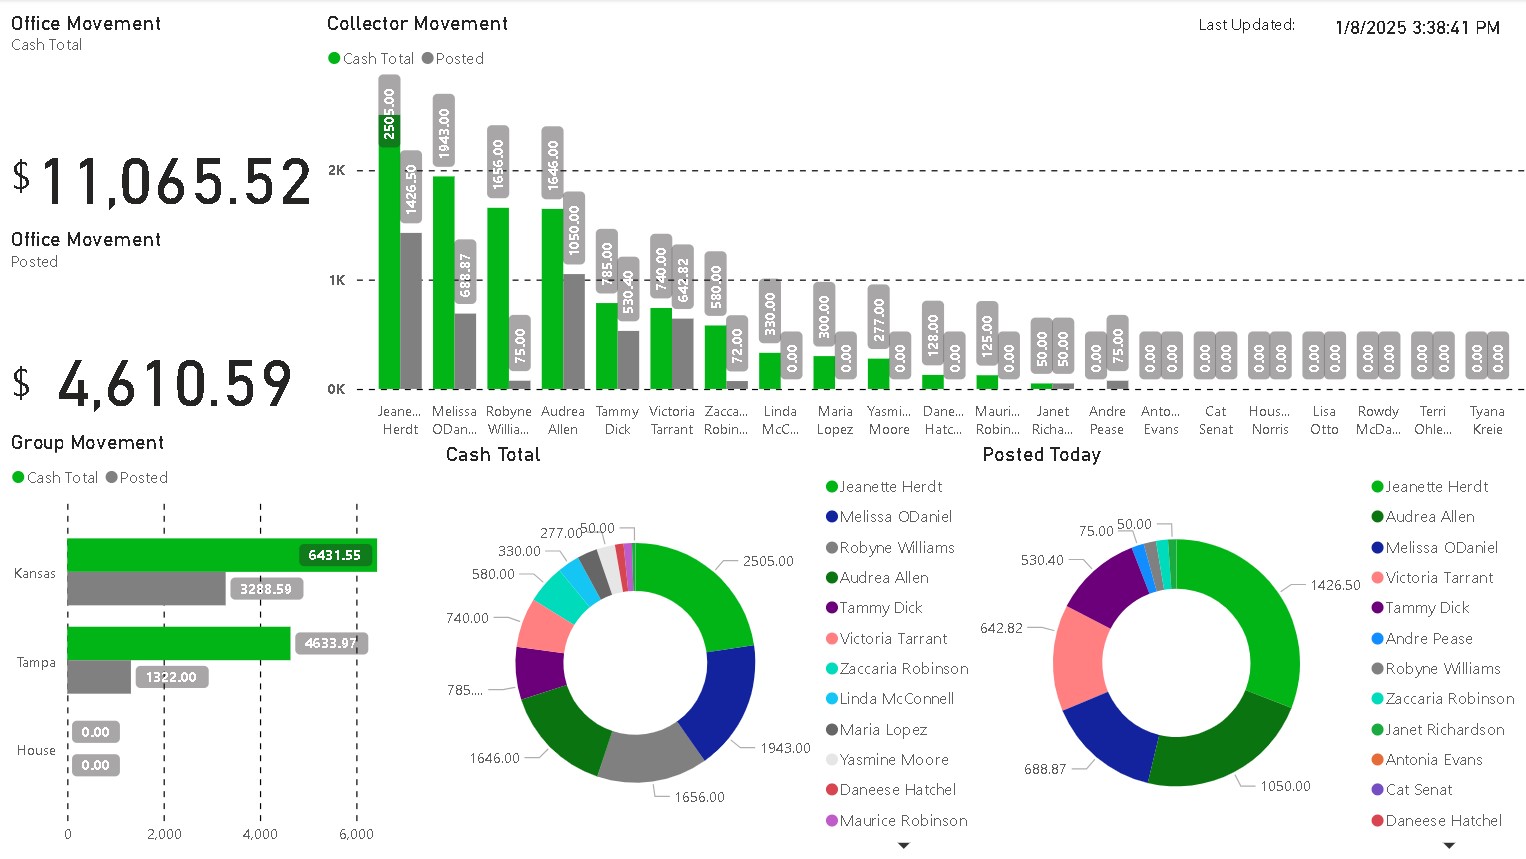 Office Movement
Cash Total
$ 11,065.52
Office Movement
Posted
$ 4,610.59
Collector Movement
Cash Total Posted
Last Updated: 1/8/2025 3:38:41 PM
2K
1K
0K
2505.00 1426.50
1943.00 688.87
1656.00 75.00
1646.00 1050.00
785.00 530.40
740.00 642.82
580.00 72.00
330.00 0.00
300.00 0.00
277.00 0.00
128.00 0.00
125.00 0.00
50.00 50.00
0.00 75.00
0.00 0.00
0.00 0.00
0.00 0.00
0.00 0.00
0.00 0.00
0.00 0.00
0.00 0.00
Jeane... Melissa Robyne Audrea Tammy Victoria Zacca... Linda Maria Yasmi... Dane... Mauri... Janet Andre Anto... Cat Hous... Lisa Rowdy Terri Tyana
Herdt ODan... Willia... Allen Dick Tarrant Robin... McC... Lopez Moore Hatc... Robin... Richa... Pease Evans Senat Norris Otto McDa... Ohle... Kreie
Group Movement
Cash Total Posted
Kansas
6431.55
3288.59
Tampa
4633.97
1322.00
House
0.00
0.00
0 2,000 4,000 6,000
Cash Total
2505.00
1943.00
1656.00
1646.00
785....
740.00
580.00
330.00
277.00
50.00
Jeanette Herdt
Melissa ODaniel
Robyne Williams
Audrea Allen
Tammy Dick
Victoria Tarrant
Zaccaria Robinson
Linda McConnell
Maria Lopez
Yasmine Moore
Daneese Hatchel
Maurice Robinson
Posted Today
1426.50
1050.00
688.87
642.82
530.40
75.00
50.00
Jeanette Herdt
Audrea Allen
Melissa ODaniel
Victoria Tarrant
Tammy Dick
Andre Pease
Robyne Williams
Zaccaria Robinson
Janet Richardson
Antonia Evans
Cat Senat
Daneese Hatchel